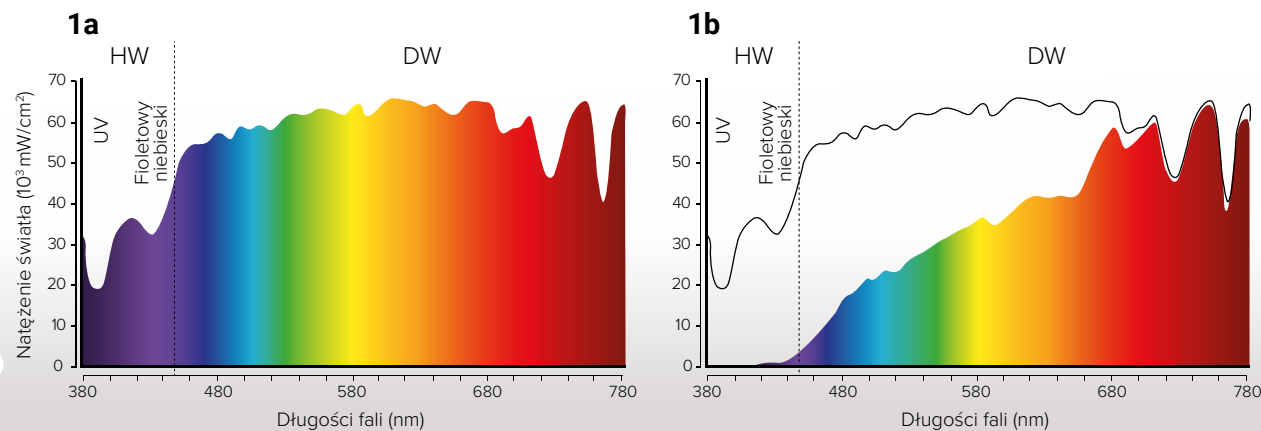 1a
HW
DW
Natężenie światła (10³ mW/cm²)
70
60
50
40
30
20
10
0
UV
Fioletowy
niebieski
380
480
580
680
780
Długości fali (nm)
1b
HW
DW
70
60
50
40
30
20
10
0
UV
Fioletowy
niebieski
380
480
580
680
780
Długości fali (nm)